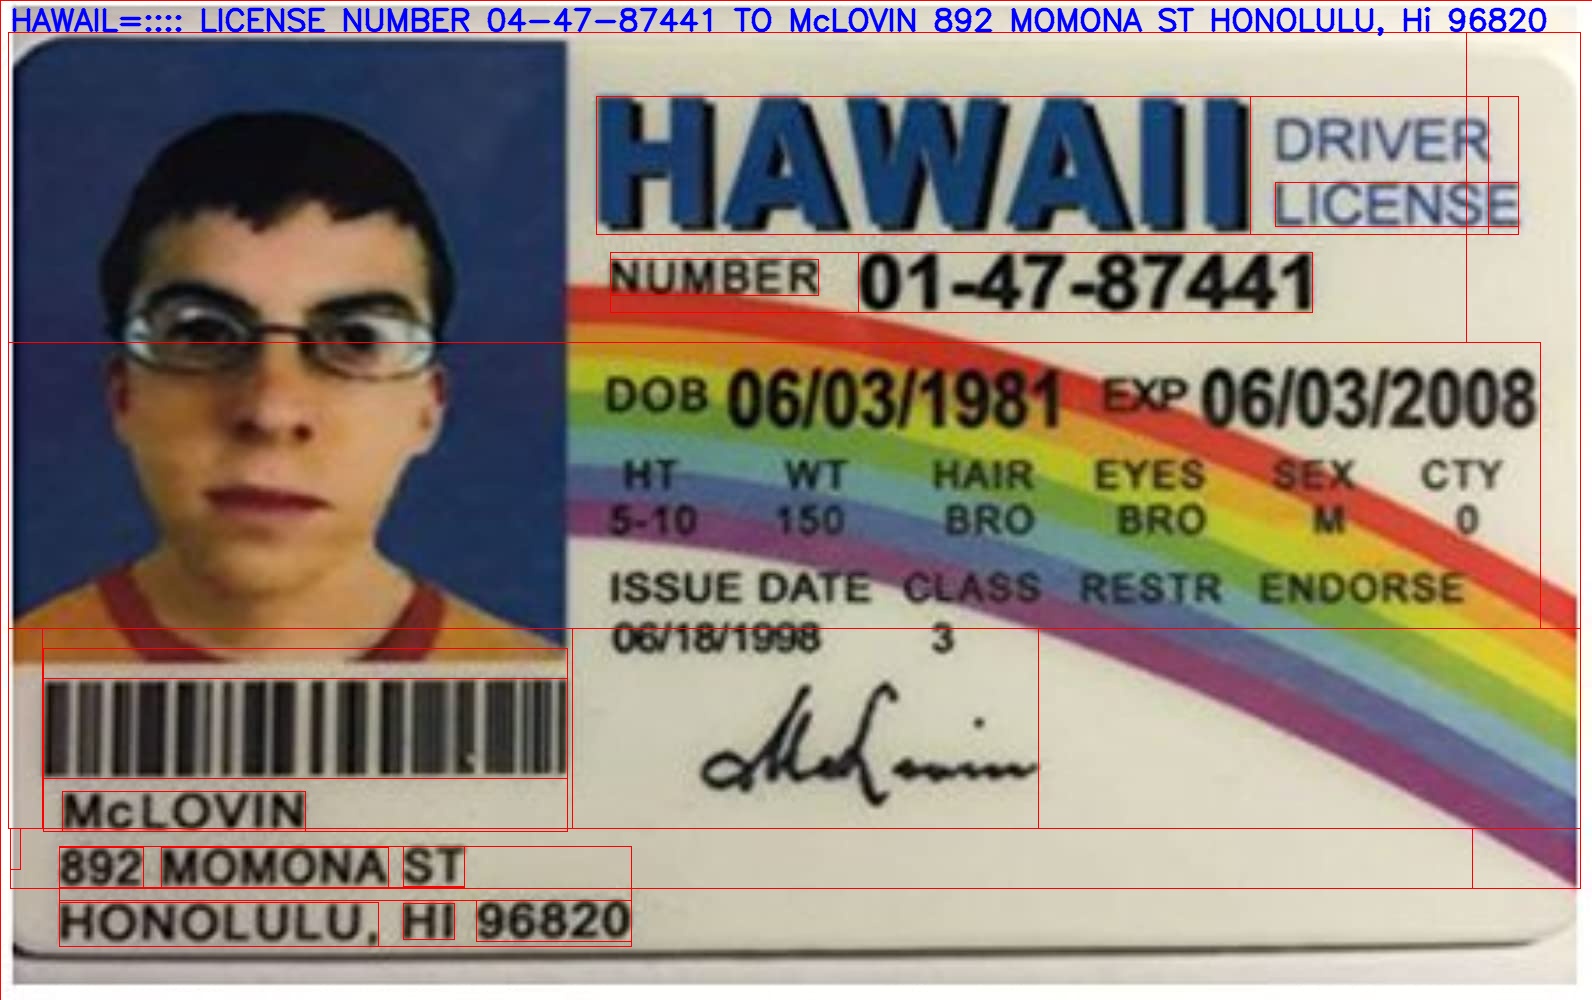 HAWAIL=:::: LICENSE NUMBER 04-47-87441 TO McLOVIN 892 MOMONA ST HONOLULU, Hi 96820
HAWAII DRIVER
LICENSE
NUMBER 01-47-87441
DOB 06/03/1981 EXP 06/03/2008
HT WT HAIR EYES SEX CTY
5-10 150 BRO BRO M 0
ISSUE DATE CLASS RESTR ENDORSE
06/18/1998 3
McLovin
McLOVIN
892 MOMONA ST
HONOLULU, HI 96820